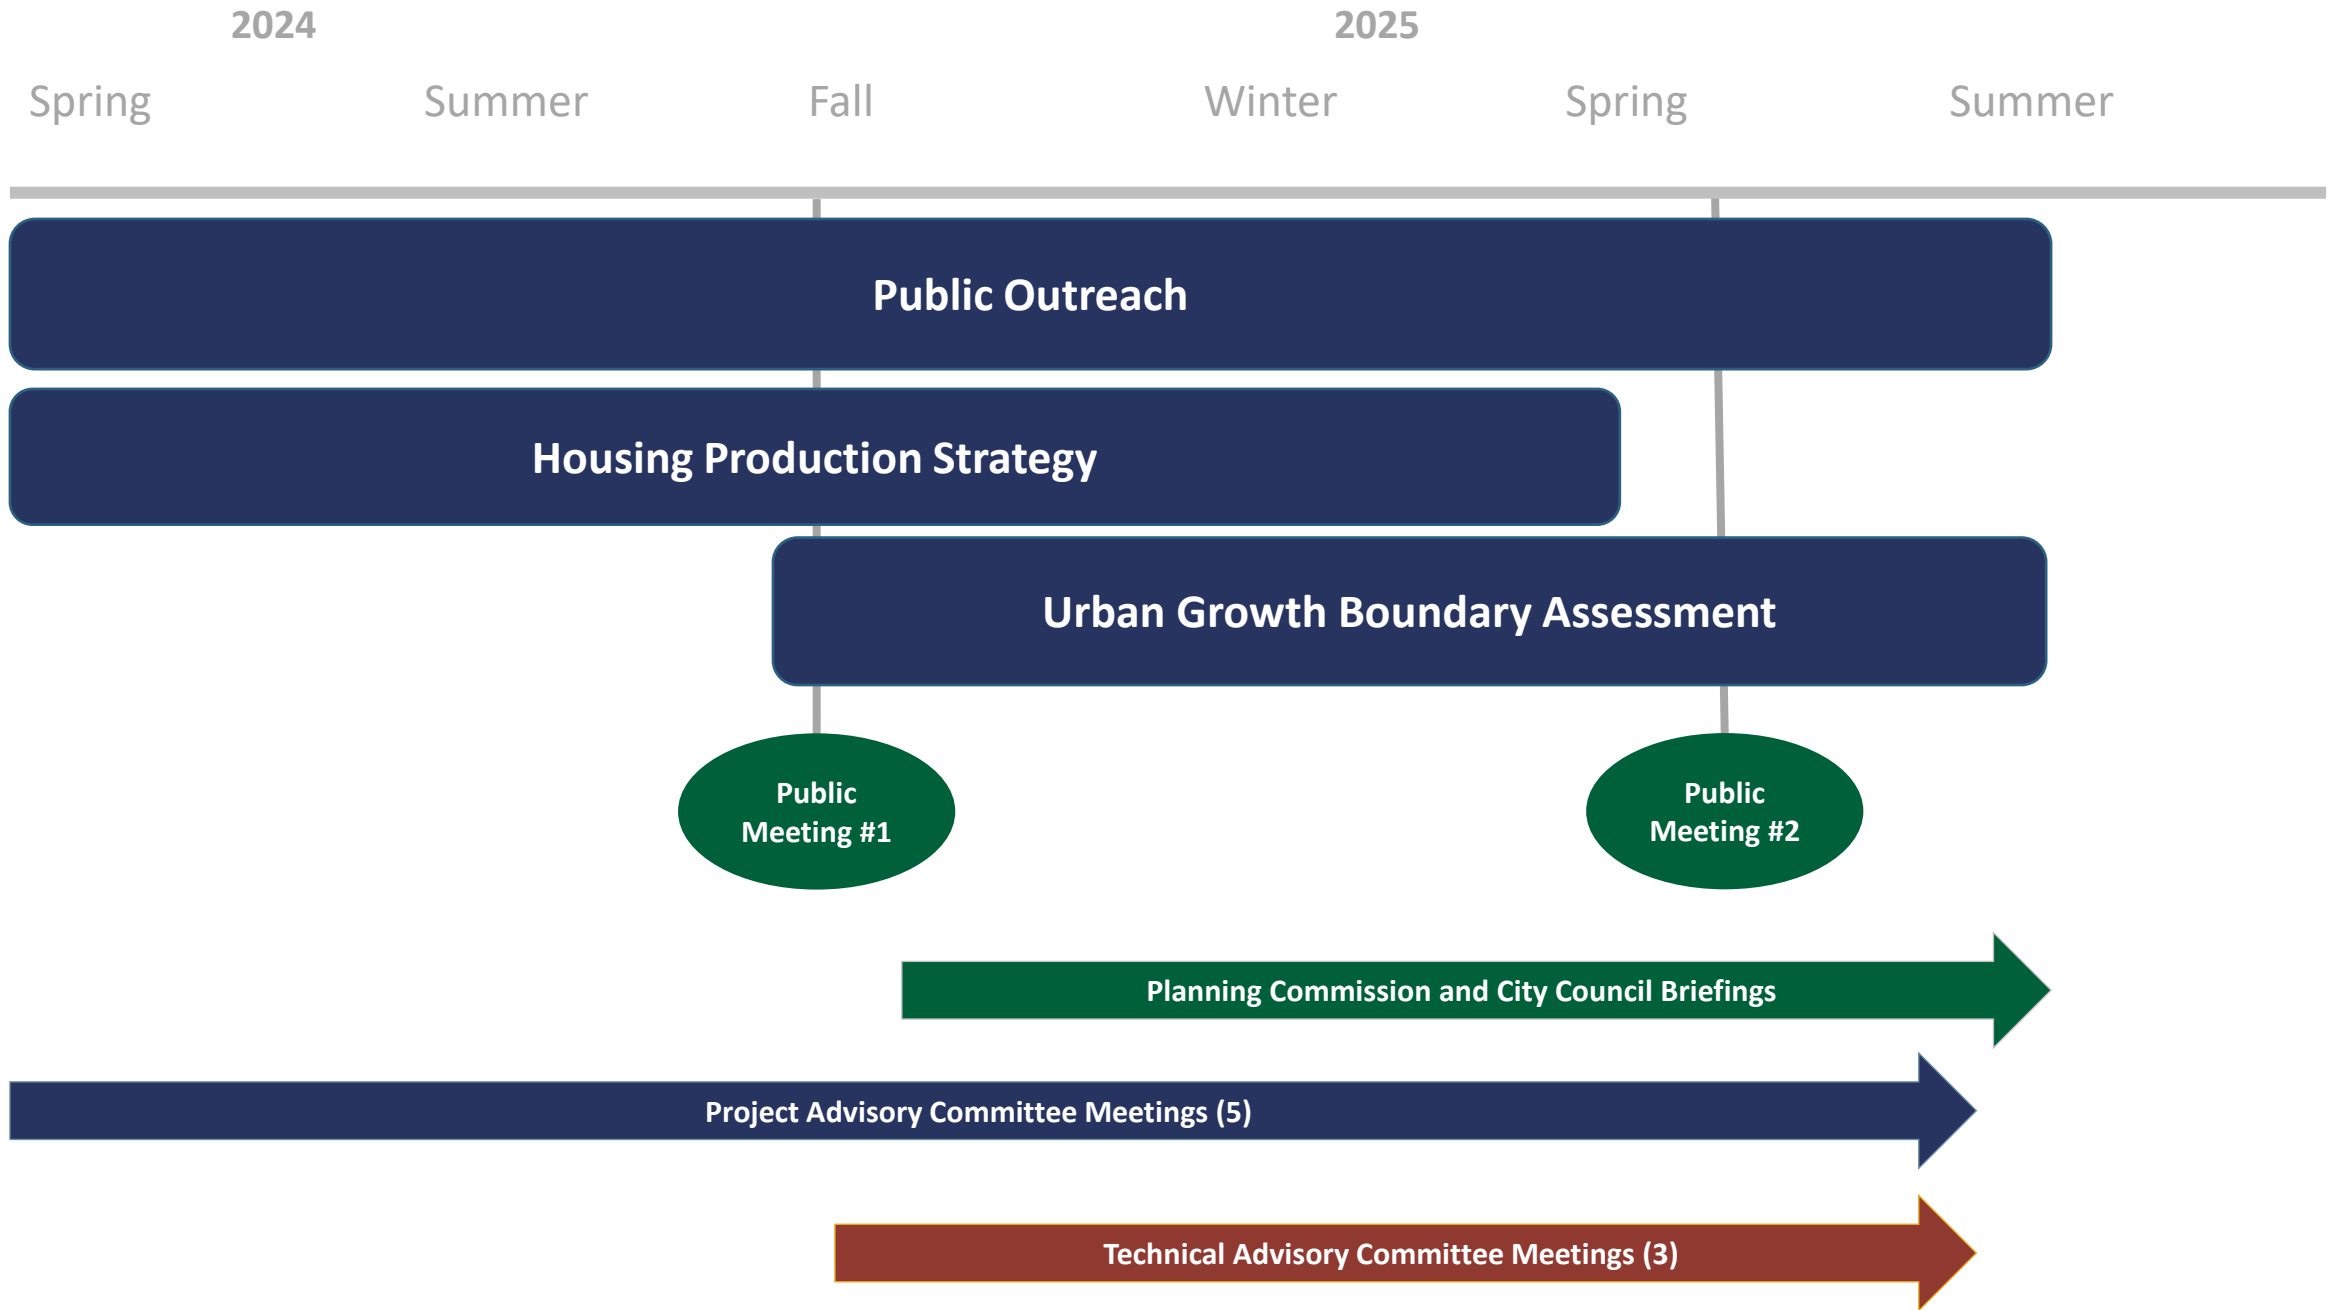 2024
2025
Spring
Summer
Fall
Winter
Spring
Summer
Public Outreach
Housing Production Strategy
Urban Growth Boundary Assessment
Public
Meeting #1
Public
Meeting #2
Planning Commission and City Council Briefings
Project Advisory Committee Meetings (5)
Technical Advisory Committee Meetings (3)